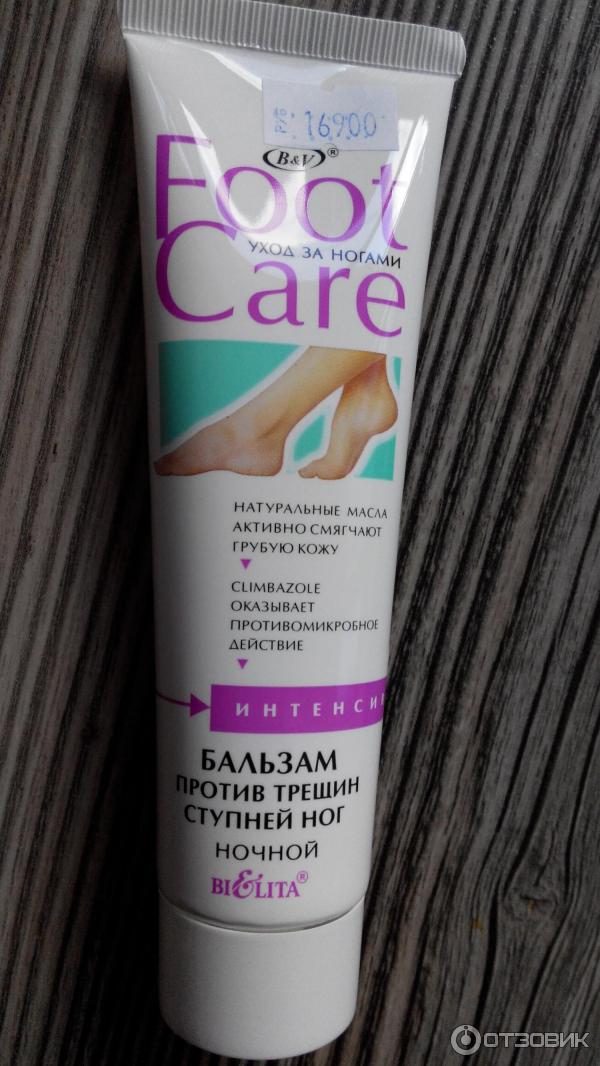 РУБ 16900
B&V®
Foot
УХОД ЗА НОГАМИ
Care
НАТУРАЛЬНЫЕ МАСЛА
АКТИВНО СМЯГЧАЮТ
ГРУБУЮ КОЖУ
CLIMBAZOLE
ОКАЗЫВАЕТ
ПРОТИВОМИКРОБНОЕ
ДЕЙСТВИЕ
ИНТЕНСИ
БАЛЬЗАМ
ПРОТИВ ТРЕЩИН
СТУПНЕЙ НОГ
НОЧНОЙ
BIELITA®
ОТЗОВИК